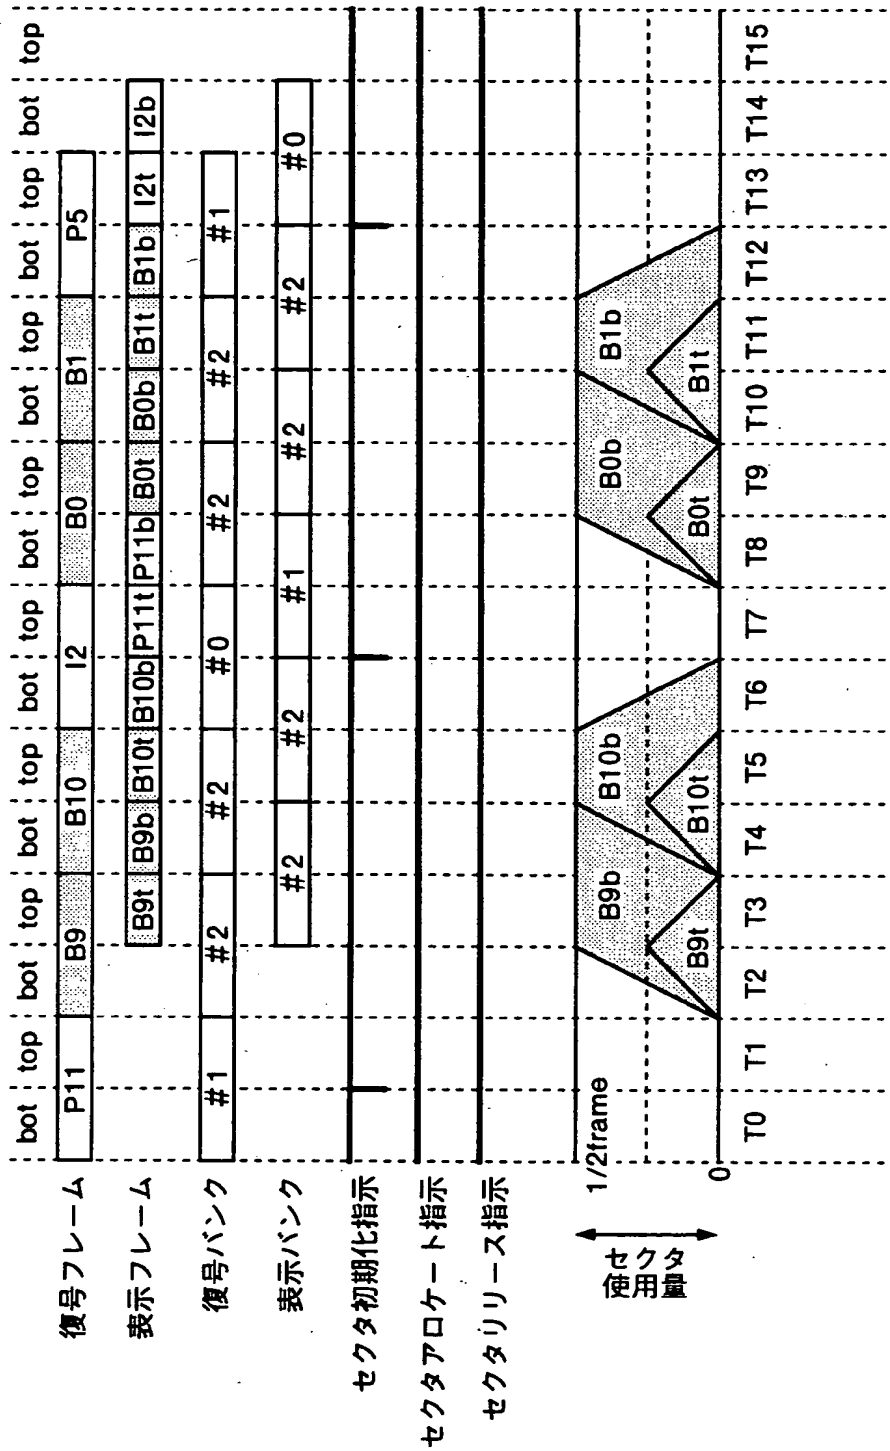 bot top bot top bot top bot top bot top bot top bot top bot top
復号フレーム P11 B9 B10 I2 B0 B1 P5
表示フレーム B9t B9b B10t B10b P11t P11b B0t B0b B1t B1b I2t I2b
復号バンク #1 #2 #2 #0 #2 #2 #1
表示バンク #2 #2 #1 #2 #2 #0
セクタ初期化指示
セクタアロケート指示
セクタリリース指示
1/2frame
セクタ
使用量
B9b B10b B0b B1b
B9t B10t B0t B1t
0
T0 T1 T2 T3 T4 T5 T6 T7 T8 T9 T10 T11 T12 T13 T14 T15